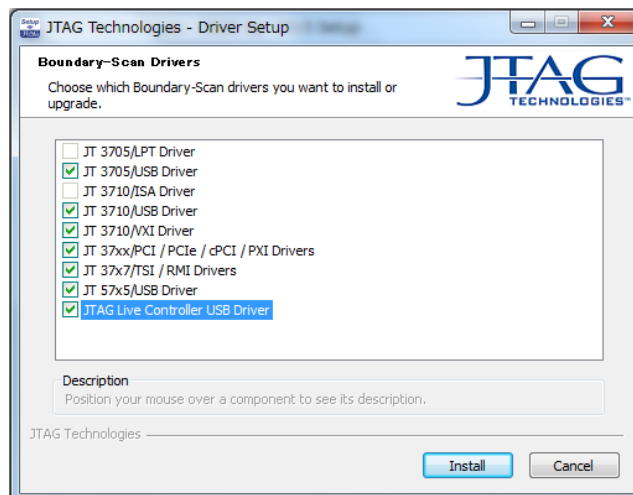 JTAG Technologies - Driver Setup
Boundary-Scan Drivers
Choose which Boundary-Scan drivers you want to install or
upgrade.
JTAG
TECHNOLOGIES
JT 3705/LPT Driver
JT 3705/USB Driver
JT 3710/ISA Driver
JT 3710/USB Driver
JT 3710/VXI Driver
JT 37xx/PCI / PCIe / cPCI / PXI Drivers
JT 37x7/TSI / RMI Drivers
JT 57x5/USB Driver
JTAG Live Controller USB Driver
Description
Position your mouse over a component to see its description.
JTAG Technologies
Install
Cancel